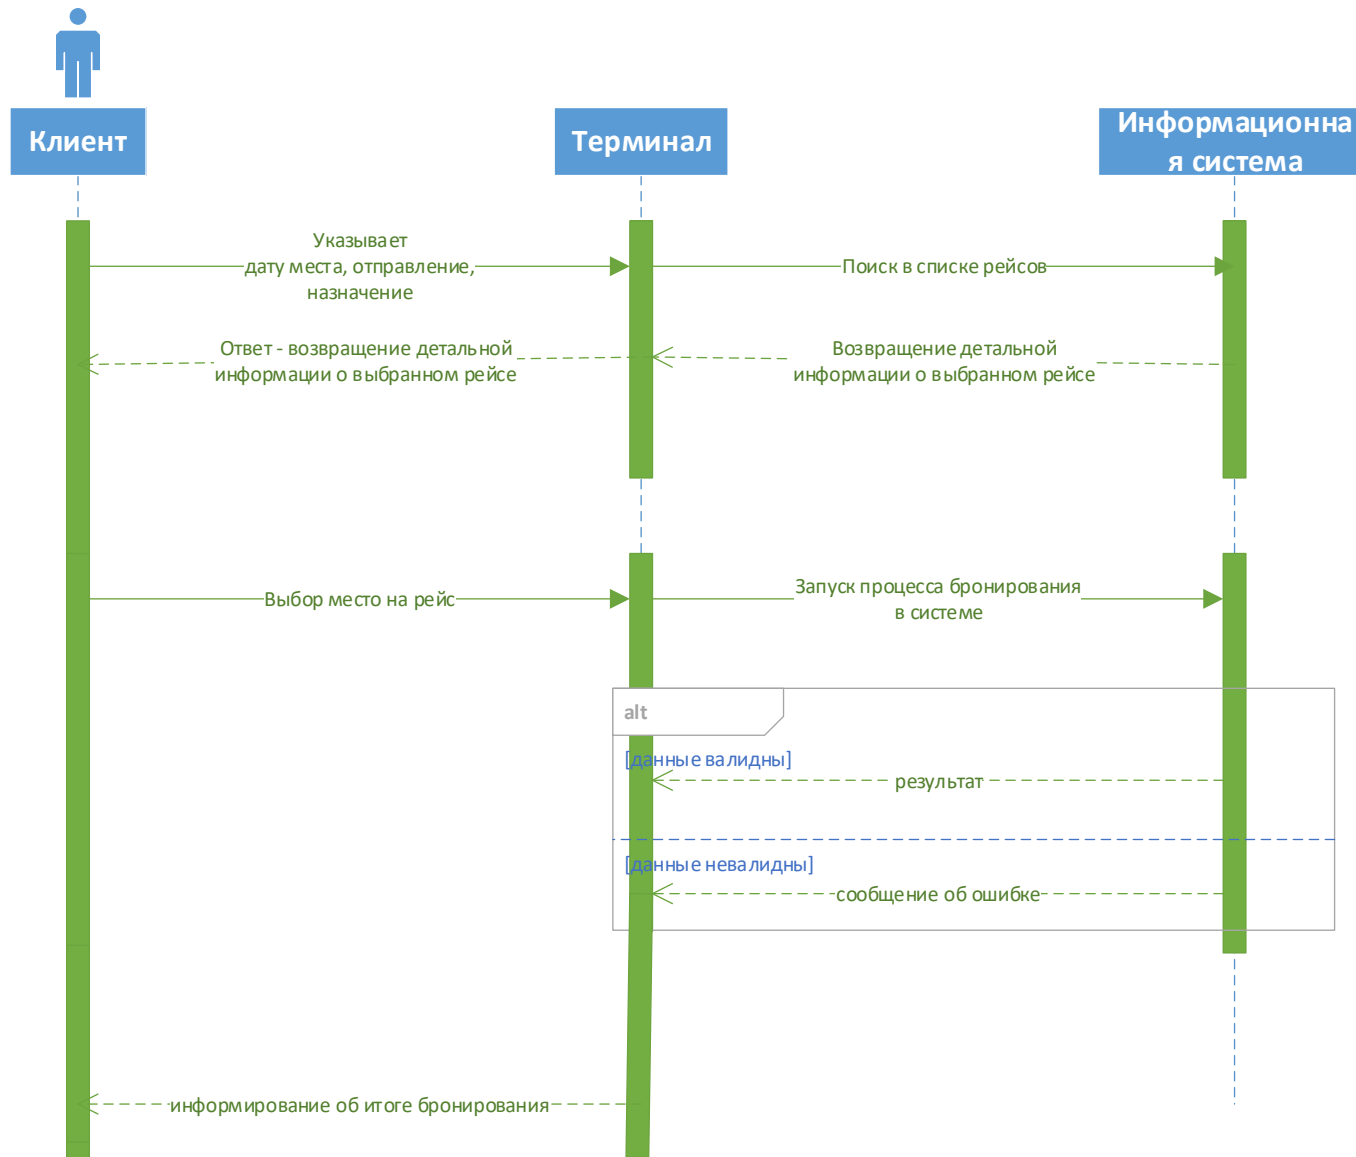 Клиент
Терминал
Информационна
я система
Указывает
дату места, отправление,
назначение
Поиск в списке рейсов
Ответ - возвращение детальной
информации о выбранном рейсе
Возвращение детальной
информации о выбранном рейсе
Выбор место на рейс
Запуск процесса бронирования
в системе
alt
[данные валидны]
результат
[данные невалидны]
сообщение об ошибке
информирование об итоге бронирования